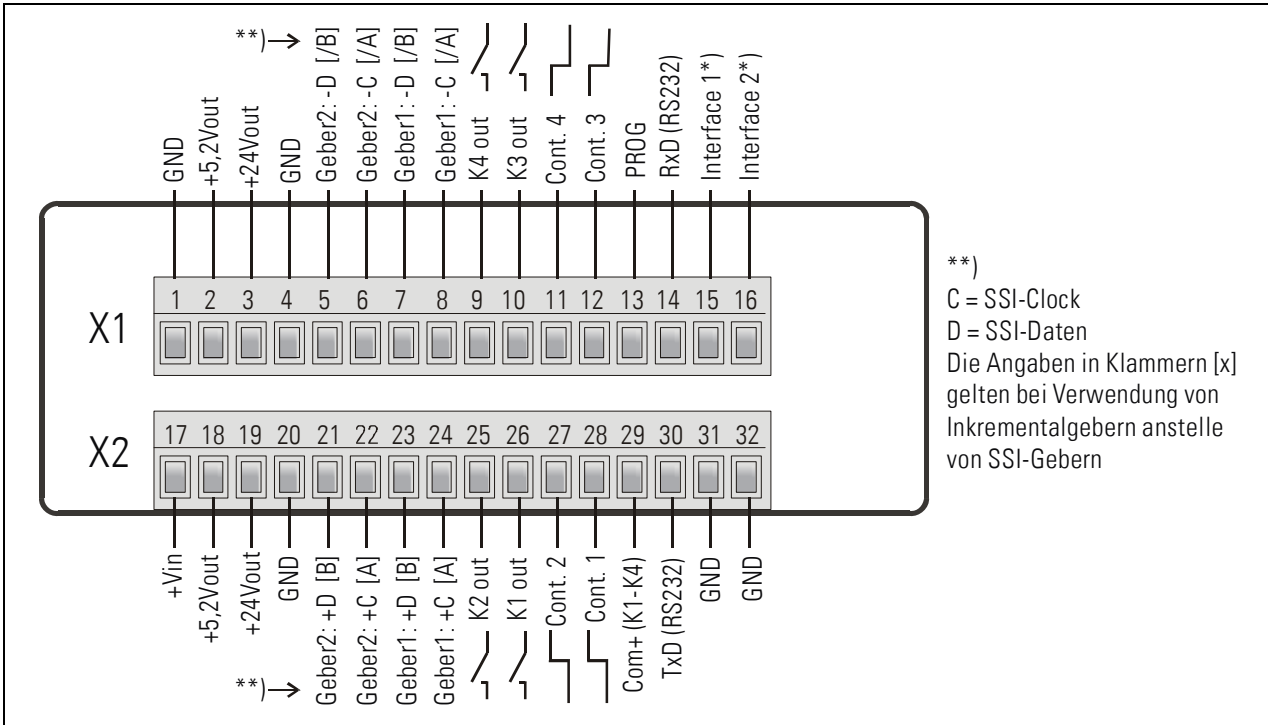 **)
GND
+5,2Vout
+24Vout
GND
Geber2: -D [/B]
Geber2: -C [/A]
Geber1: -D [/B]
Geber1: -C [/A]
K4 out
K3 out
Cont. 4
Cont. 3
PROG
RxD (RS232)
Interface 1*)
Interface 2*)
X1
1 2 3 4 5 6 7 8 9 10 11 12 13 14 15 16
X2
17 18 19 20 21 22 23 24 25 26 27 28 29 30 31 32
+Vin
+5,2Vout
+24Vout
GND
Geber2: +D [B]
Geber2: +C [A]
Geber1: +D [B]
Geber1: +C [A]
K2 out
K1 out
Cont. 2
Cont. 1
Com+ (K1-K4)
TxD (RS232)
GND
GND
**)
**)
C = SSI-Clock
D = SSI-Daten
Die Angaben in Klammern [x]
gelten bei Verwendung von
Inkrementalgebern anstelle
von SSI-Gebern